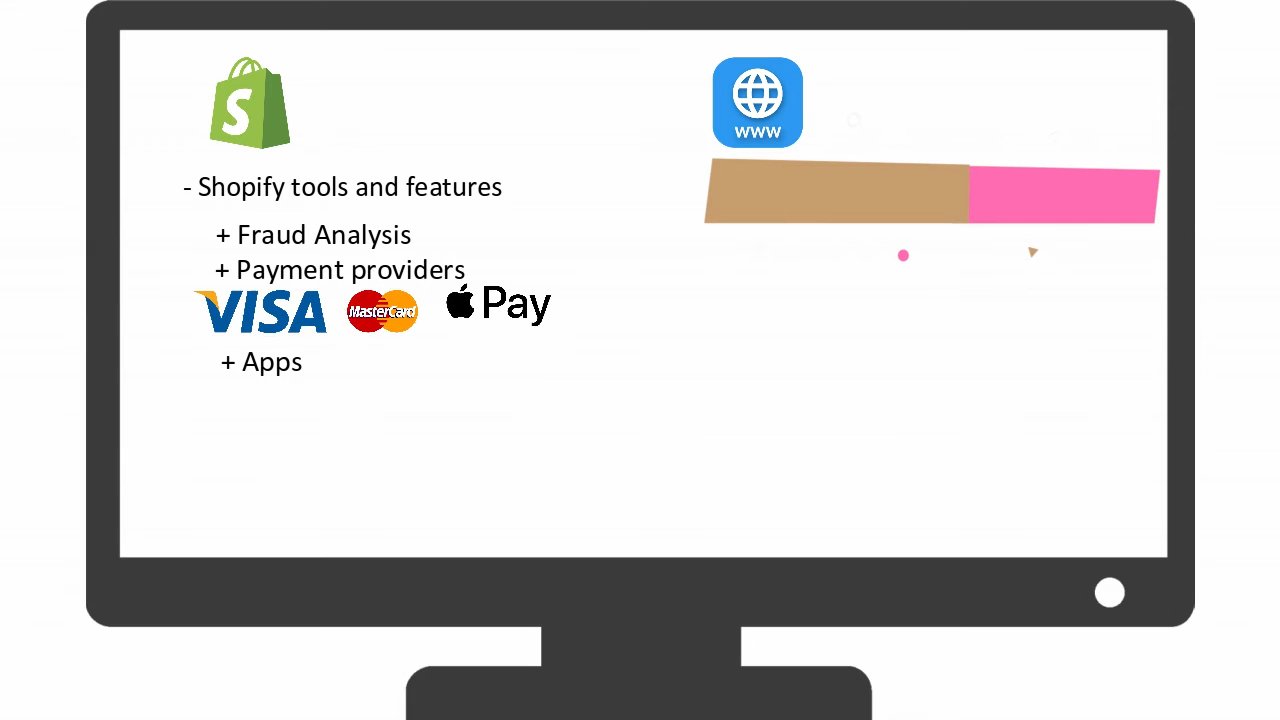 S
www
- Shopify tools and features
+ Fraud Analysis
+ Payment providers
VISA MasterCard Pay
+ Apps